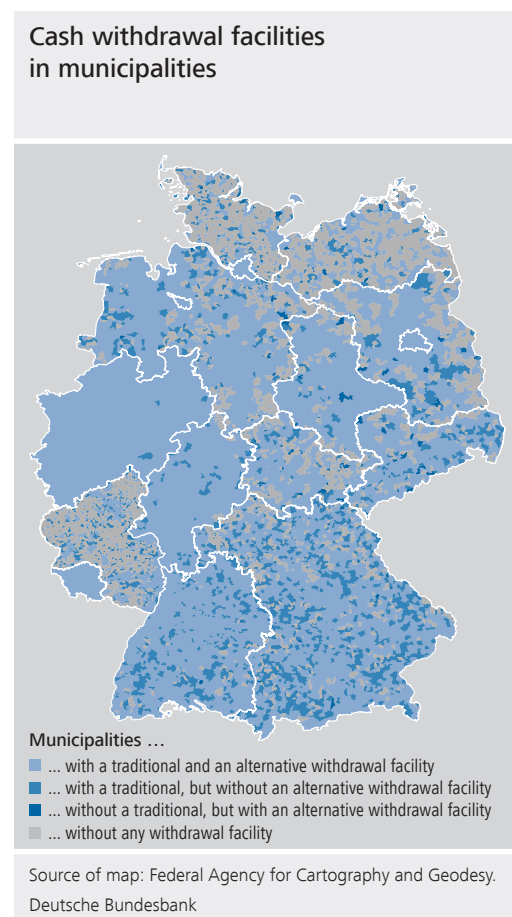 Cash withdrawal facilities
in municipalities
Municipalities …
... with a traditional and an alternative withdrawal facility
... with a traditional, but without an alternative withdrawal facility
... without a traditional, but with an alternative withdrawal facility
... without any withdrawal facility
Source of map: Federal Agency for Cartography and Geodesy.
Deutsche Bundesbank